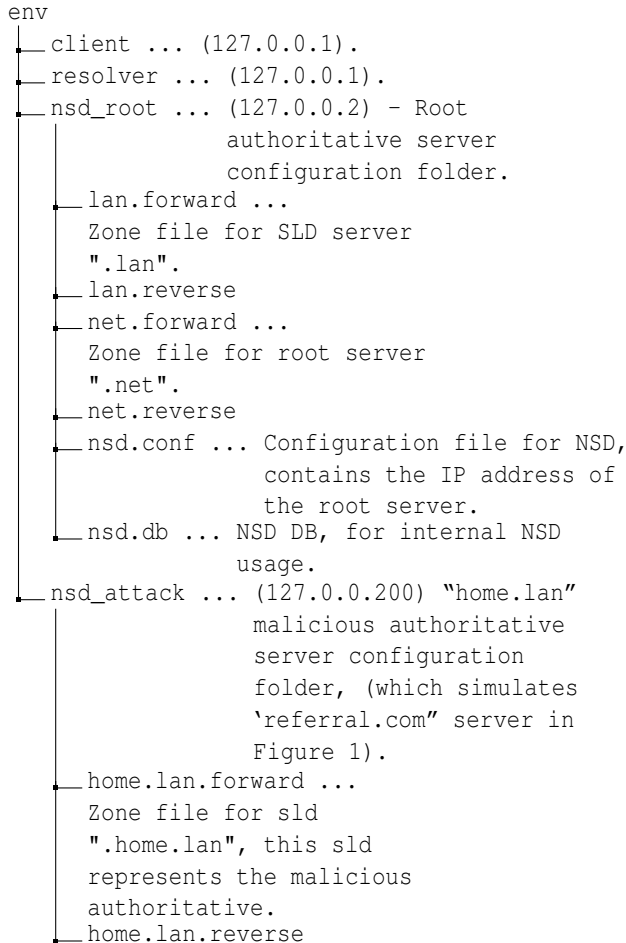 env
client ... (127.0.0.1).
resolver ... (127.0.0.1).
nsd_root ... (127.0.0.2) – Root
authoritative server
configuration folder.
lan.forward ...
Zone file for SLD server
".lan".
lan.reverse
net.forward ...
Zone file for root server
".net".
net.reverse
nsd.conf ... Configuration file for NSD,
contains the IP address of
the root server.
nsd.db ... NSD DB, for internal NSD
usage.
nsd_attack ... (127.0.0.200) “home.lan”
malicious authoritative
server configuration
folder, (which simulates
‘referral.com” server in
Figure 1).
home.lan.forward ...
Zone file for sld
".home.lan", this sld
represents the malicious
authoritative.
home.lan.reverse